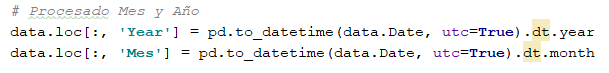 # Procesado Mes y Año
data.loc[:, 'Year'] = pd.to_datetime(data.Date, utc=True).dt.year
data.loc[:, 'Mes'] = pd.to_datetime(data.Date, utc=True).dt.month